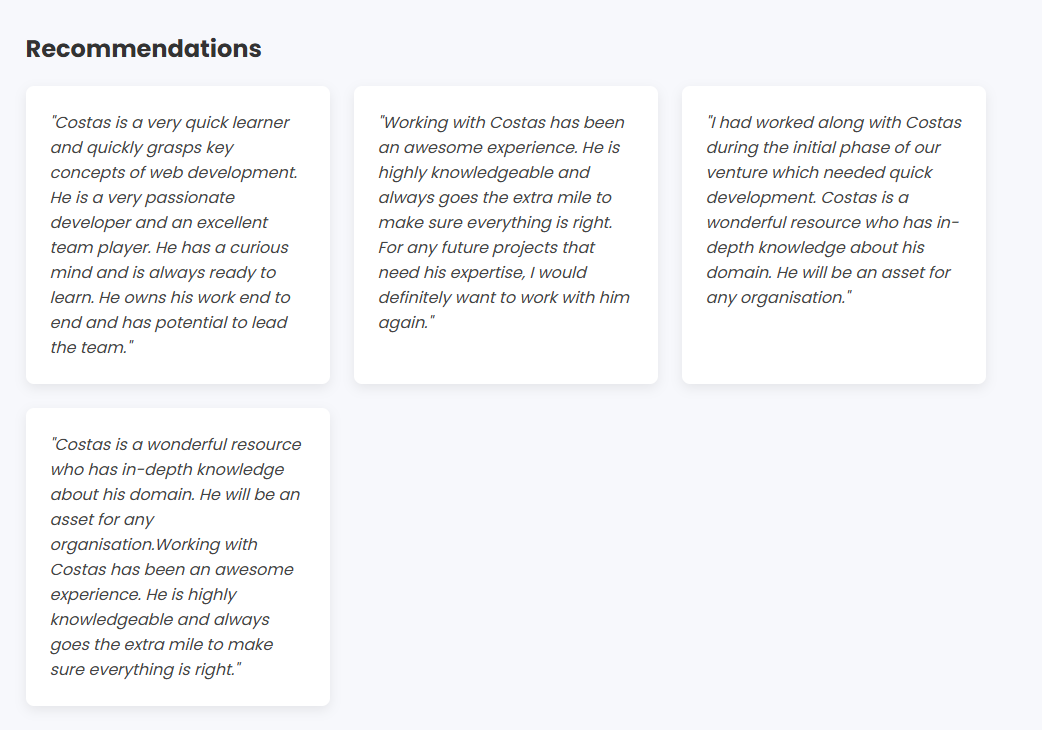 Recommendations
"Costas is a very quick learner
and quickly grasps key
concepts of web development.
He is a very passionate
developer and an excellent
team player. He has a curious
mind and is always ready to
learn. He owns his work end to
end and has potential to lead
the team."
"Working with Costas has been
an awesome experience. He is
highly knowledgeable and
always goes the extra mile to
make sure everything is right.
For any future projects that
need his expertise, I would
definitely want to work with him
again."
"I had worked along with Costas
during the initial phase of our
venture which needed quick
development. Costas is a
wonderful resource who has in-
depth knowledge about his
domain. He will be an asset for
any organisation."
"Costas is a wonderful resource
who has in-depth knowledge
about his domain. He will be an
asset for any
organisation.Working with
Costas has been an awesome
experience. He is highly
knowledgeable and always
goes the extra mile to make
sure everything is right."